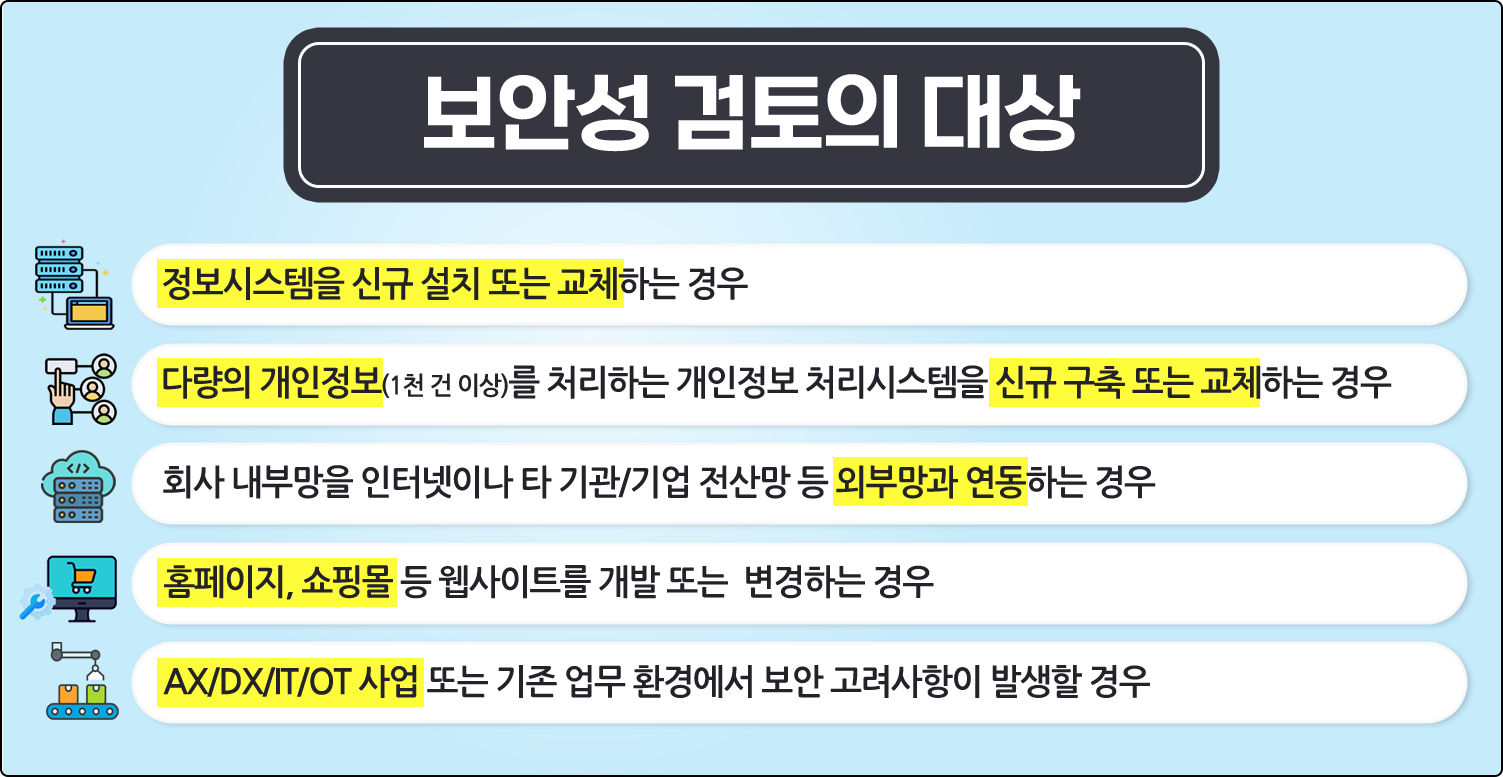 보안성 검토의 대상
정보시스템을 신규 설치 또는 교체하는 경우
다량의 개인정보(1천 건 이상)를 처리하는 개인정보 처리시스템을 신규 구축 또는 교체하는 경우
회사 내부망을 인터넷이나 타 기관/기업 전산망 등 외부망과 연동하는 경우
홈페이지, 쇼핑몰 등 웹사이트를 개발 또는 변경하는 경우
AX/DX/IT/OT 사업 또는 기존 업무 환경에서 보안 고려사항이 발생할 경우